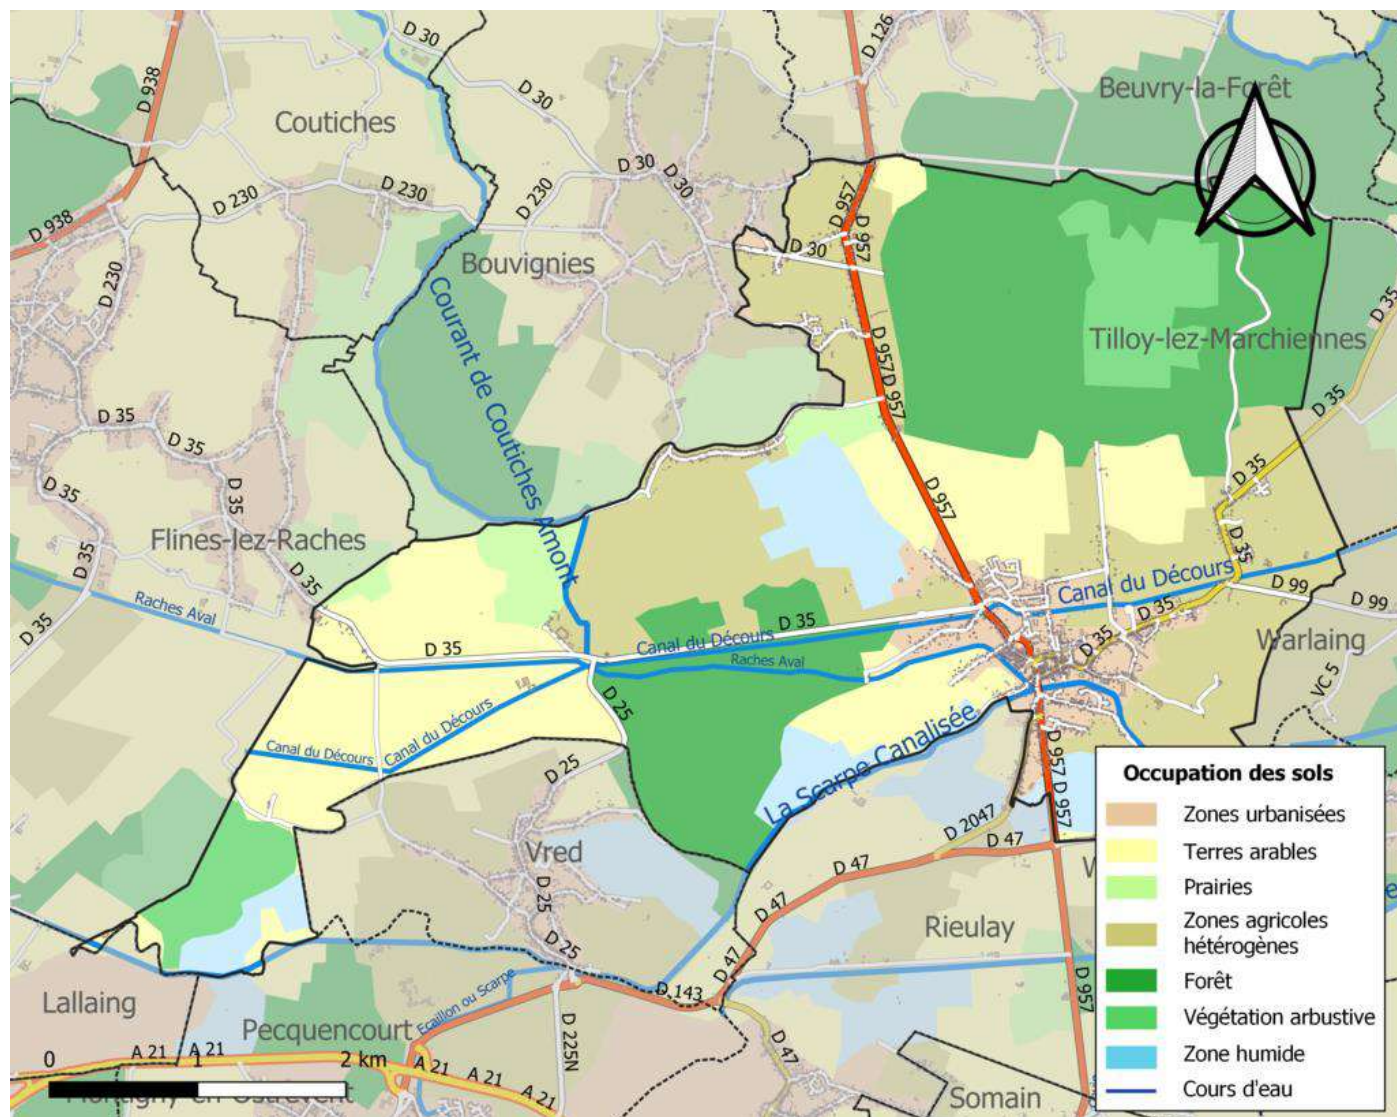 D 30
D 126
D 938
Beuvry-la-Forêt
D 30
Coutiches
D 30
D 30
D 230
D 230
D 230
D 957
D 938
D 957
D 30
D 230
Bouvignies
Courant de Coutiches Amont
D 35
Tilloy-lez-Marchiennes
D 957
D 957
D 35
D 35
D 35
D 35
D 35
D 35
D 957
Flines-lez-Raches
D 35
D 35
D 35
Canal du Décours
D 99
D 99
Raches Aval
D 35
D 35
D 35
D 35
Canal du Décours
D 35
Warlaing
Raches Aval
VC 5
D 25
Canal du Décours
Canal du Décours
La Scarpe Canalisée
D 25
D 957
D 957
D 2047
D 47
D 47
Vred
D 25
D 47
Rieulay
D 25
D 47
D 143
D 957
Ecaillon ou Scarpe
Lallaing
Pecquencourt
D 225N
D 47
A 21
A 21
A 21
A 21
A 21
Somain
0
1
2 km
Occupation des sols
Zones urbanisées
Terres arables
Prairies
Zones agricoles
hétérogènes
Forêt
Végétation arbustive
Zone humide
Cours d'eau